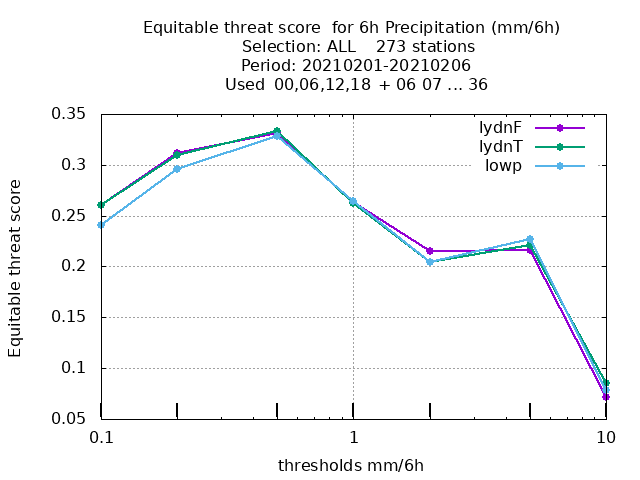 Equitable threat score  for 6h Precipitation (mm/6h)
Selection: ALL    273 stations
Period: 20210201-20210206
Used 00,06,12,18 + 06 07 ... 36
lydnF
lydnT
lowp
0.35
0.3
0.25
0.2
0.15
0.1
0.05
Equitable threat score
0.1 1 10
thresholds mm/6h